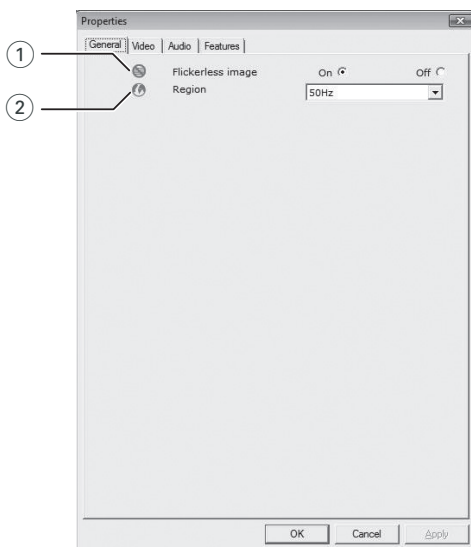 Properties
General Video Audio Features
1 Flickerless image On Off
2 Region 50Hz
OK Cancel Apply